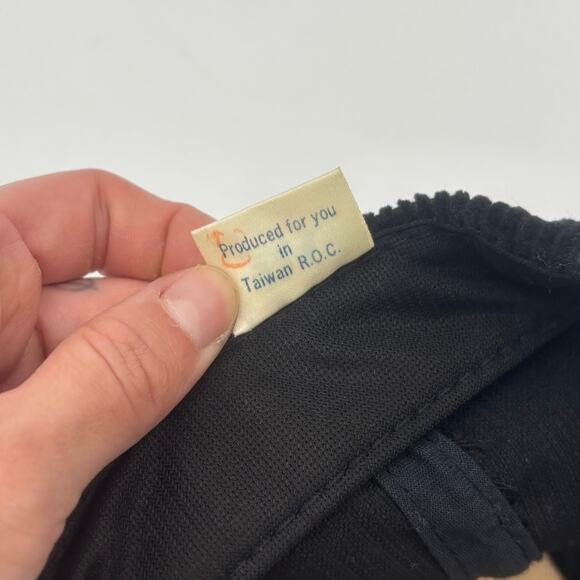 Produced for you
in
Taiwan R.O.C.